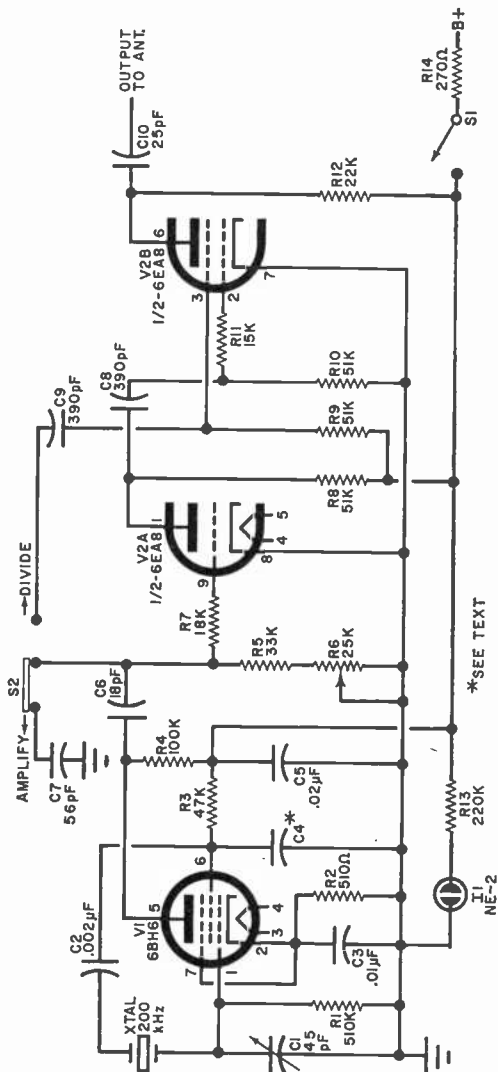 AMPLIFY
S2
DIVIDE
C7
56pF
C9
390pF
C8
390pF
C10
25pF
OUTPUT
TO ANT.
C2
.002µF
XTAL
200
kHz
V1
6BH6
5
6
7
1
2
3
4
C6
18pF
R4
100K
R3
47K
C4*
C5
.02µF
R7
18K
R5
33K
R6
25K
V2A
1/2-6EA8
1
9
8
4
5
R8
51K
R9
51K
R10
51K
R11
15K
V2B
1/2-6EA8
6
3
2
7
R12
22K
C1
45
pF
R1
510K
C3
.01µF
R2
510Ω
I1
NE-2
R13
220K
*SEE TEXT
S1
R14
270Ω
B+